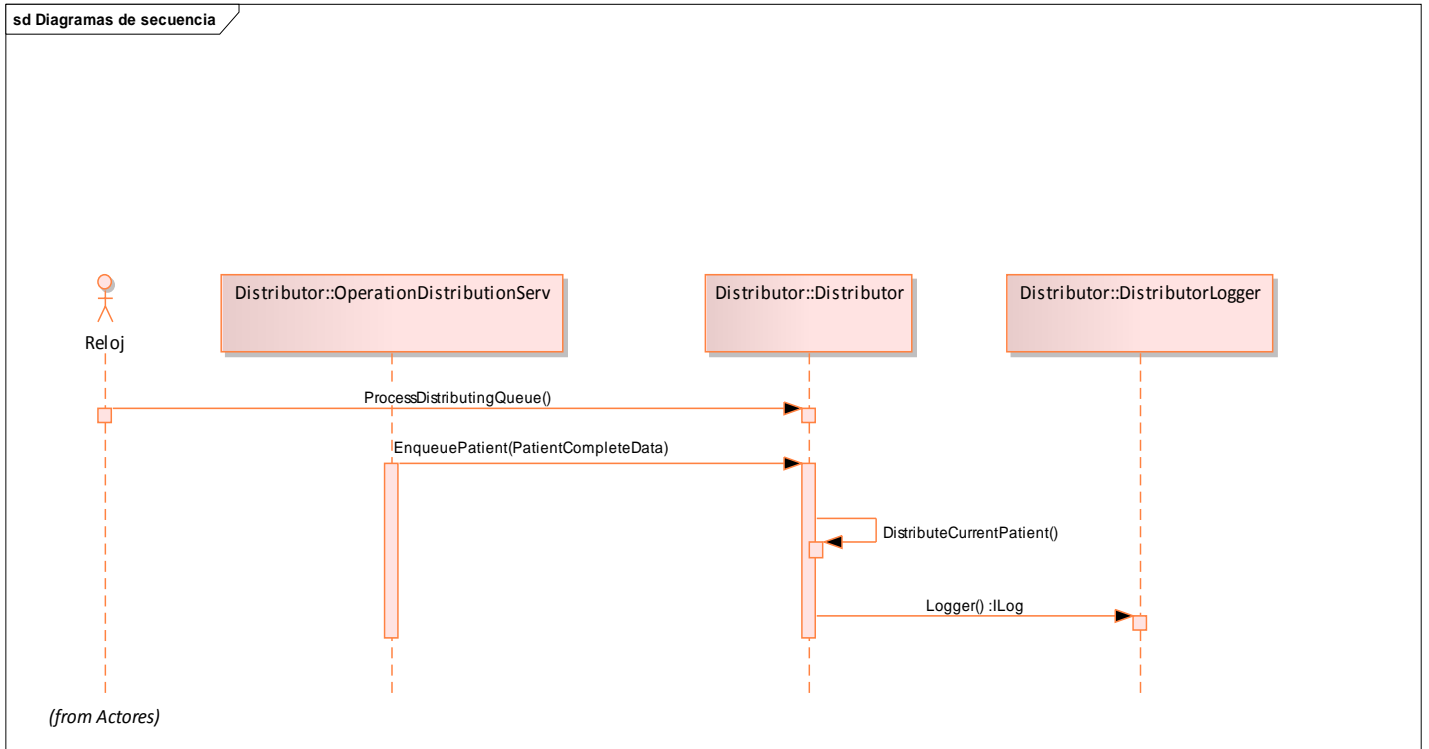 sd Diagramas de secuencia
Reloj
Distributor::OperationDistributionServ
Distributor::Distributor
Distributor::DistributorLogger
ProcessDistributingQueue()
EnqueuePatient(PatientCompleteData)
DistributeCurrentPatient()
Logger() :ILog
(from Actores)